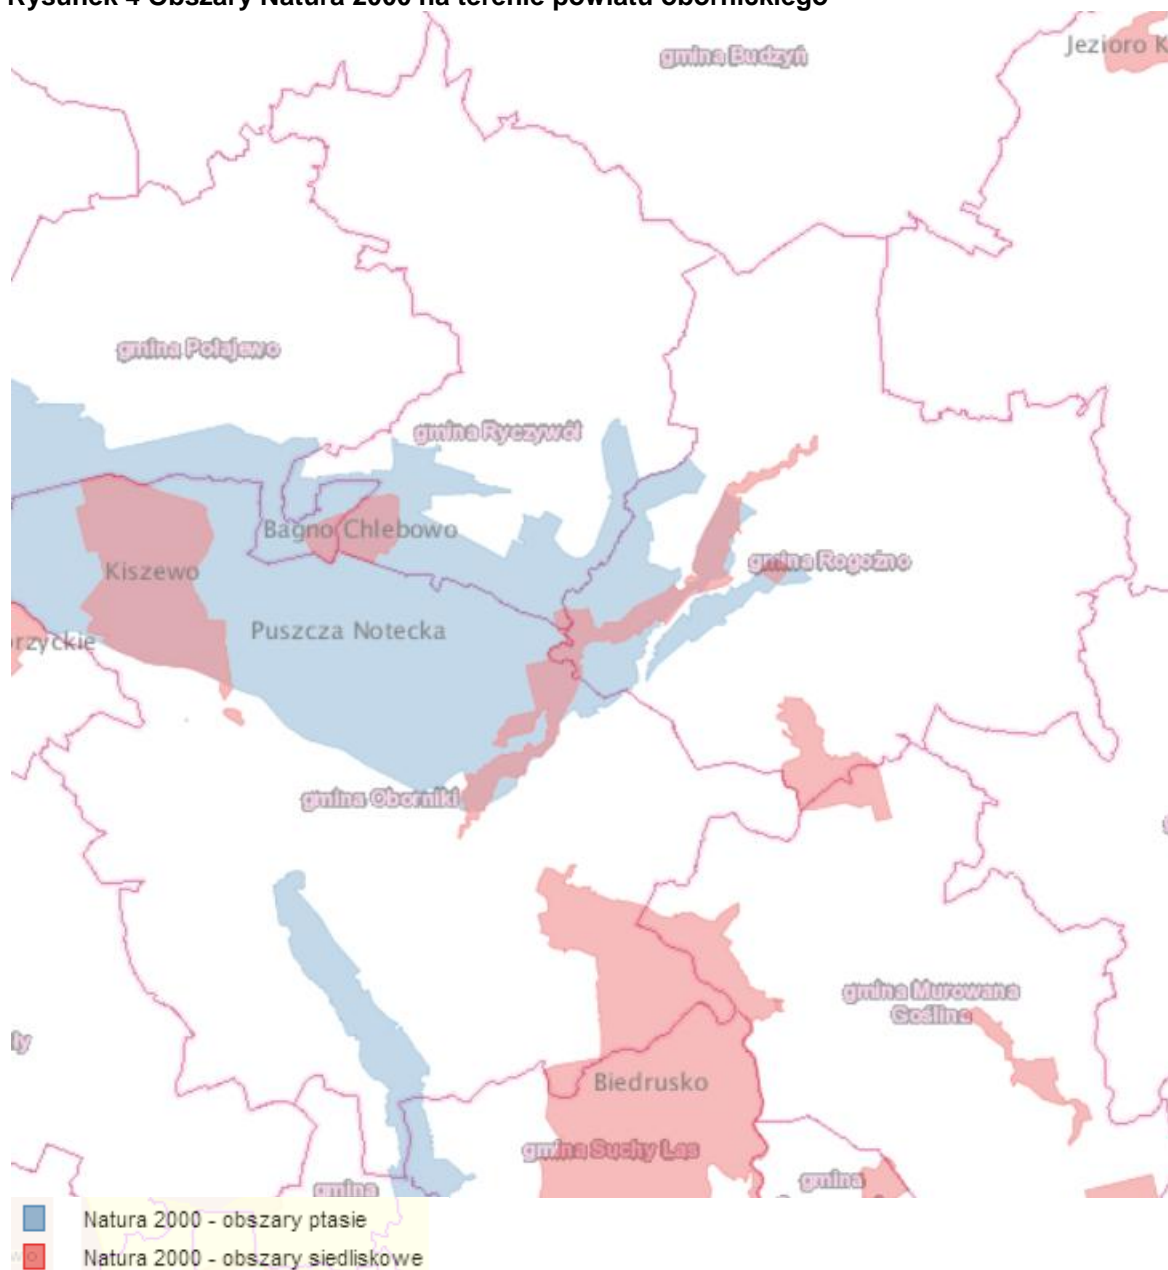 Rysunek 4 Obszary Natura 2000 na terenie powiatu obornickiego
gmina Budzyń
Jezioro K
gmina Połajewo
gmina Ryczywół
Bagno Chlebowo
Kiszewo
gmina Rogoźno
Puszcza Notecka
rzyckie
gmina Oborniki
gmina Murowana
Goślina
ły
Biedrusko
gmina Suchy Las
gmina
gmina
Natura 2000 - obszary ptasie
Natura 2000 - obszary siedliskowe